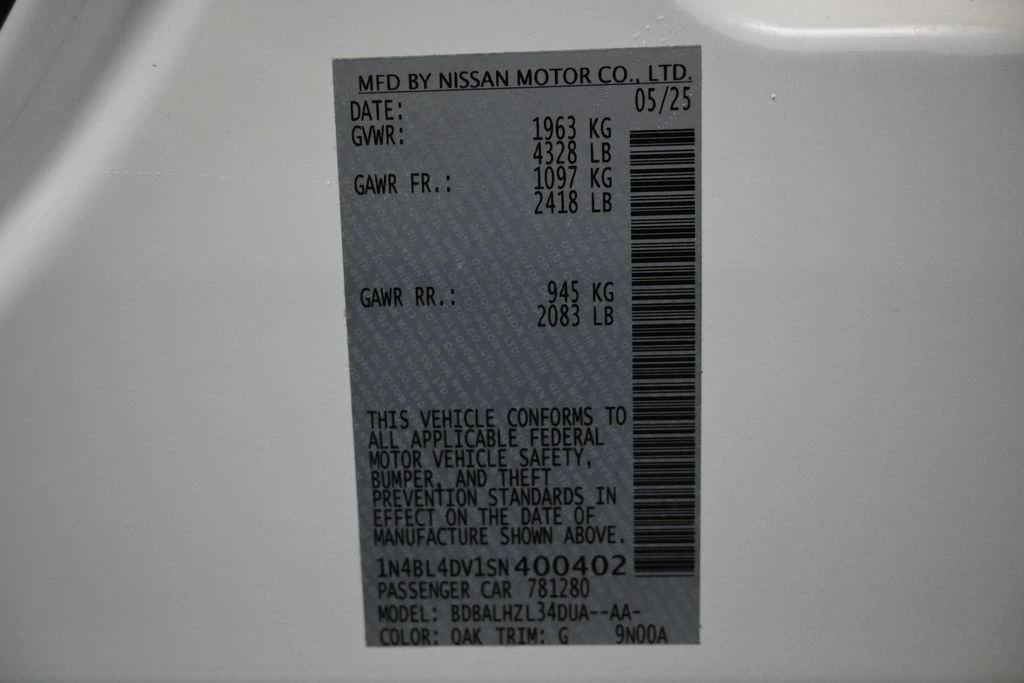 MFD BY NISSAN MOTOR CO., LTD.
DATE: 05/25
GVWR: 1963 KG
4328 LB
GAWR FR.: 1097 KG
2418 LB
GAWR RR.: 945 KG
2083 LB
THIS VEHICLE CONFORMS TO
ALL APPLICABLE FEDERAL
MOTOR VEHICLE SAFETY,
BUMPER, AND THEFT
PREVENTION STANDARDS IN
EFFECT ON THE DATE OF
MANUFACTURE SHOWN ABOVE.
1N4BL4DV1SN400402
PASSENGER CAR 781280
MODEL: BDBALHZL34DUA--AA-
COLOR: QAK TRIM: G 9N00A